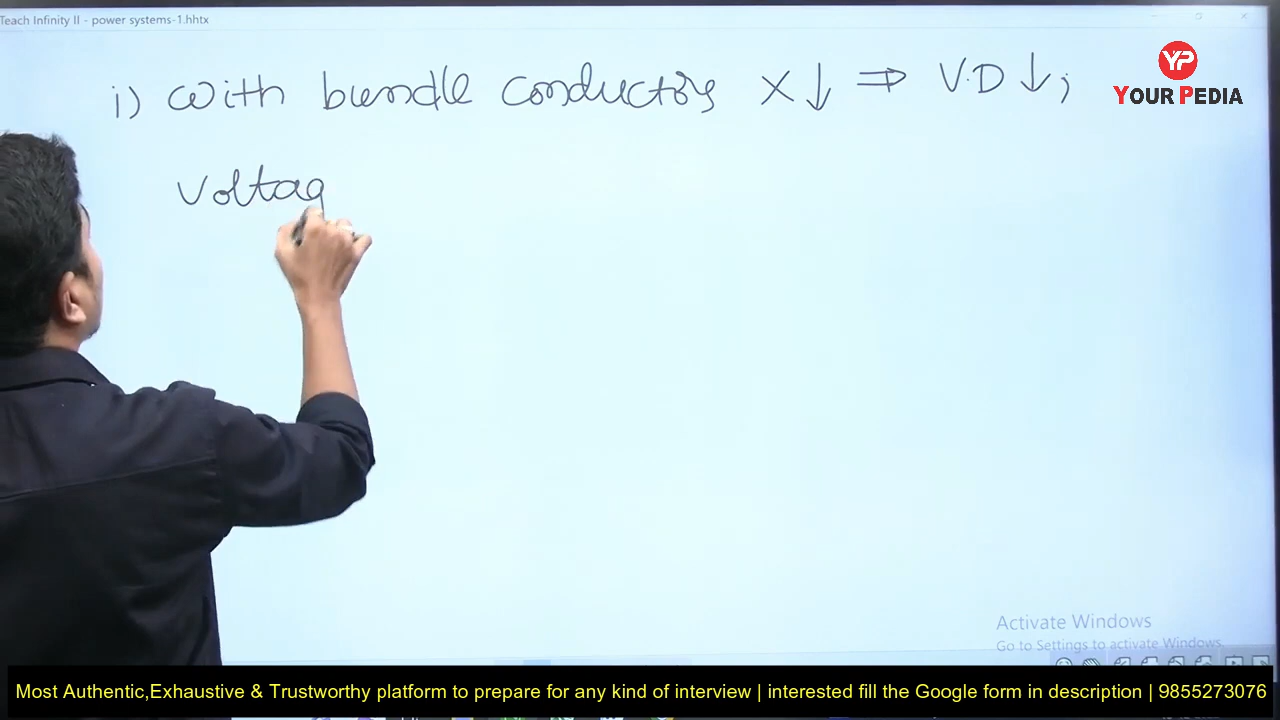 Teach Infinity II - power systems-1.hhtx
YP
YOUR PEDIA
i) with bundle conductors X↓ ⇒ V.D ↓;
Voltag
Activate Windows
Go to Settings to activate Windows.
Most Authentic,Exhaustive & Trustworthy platform to prepare for any kind of interview | interested fill the Google form in description | 9855273076